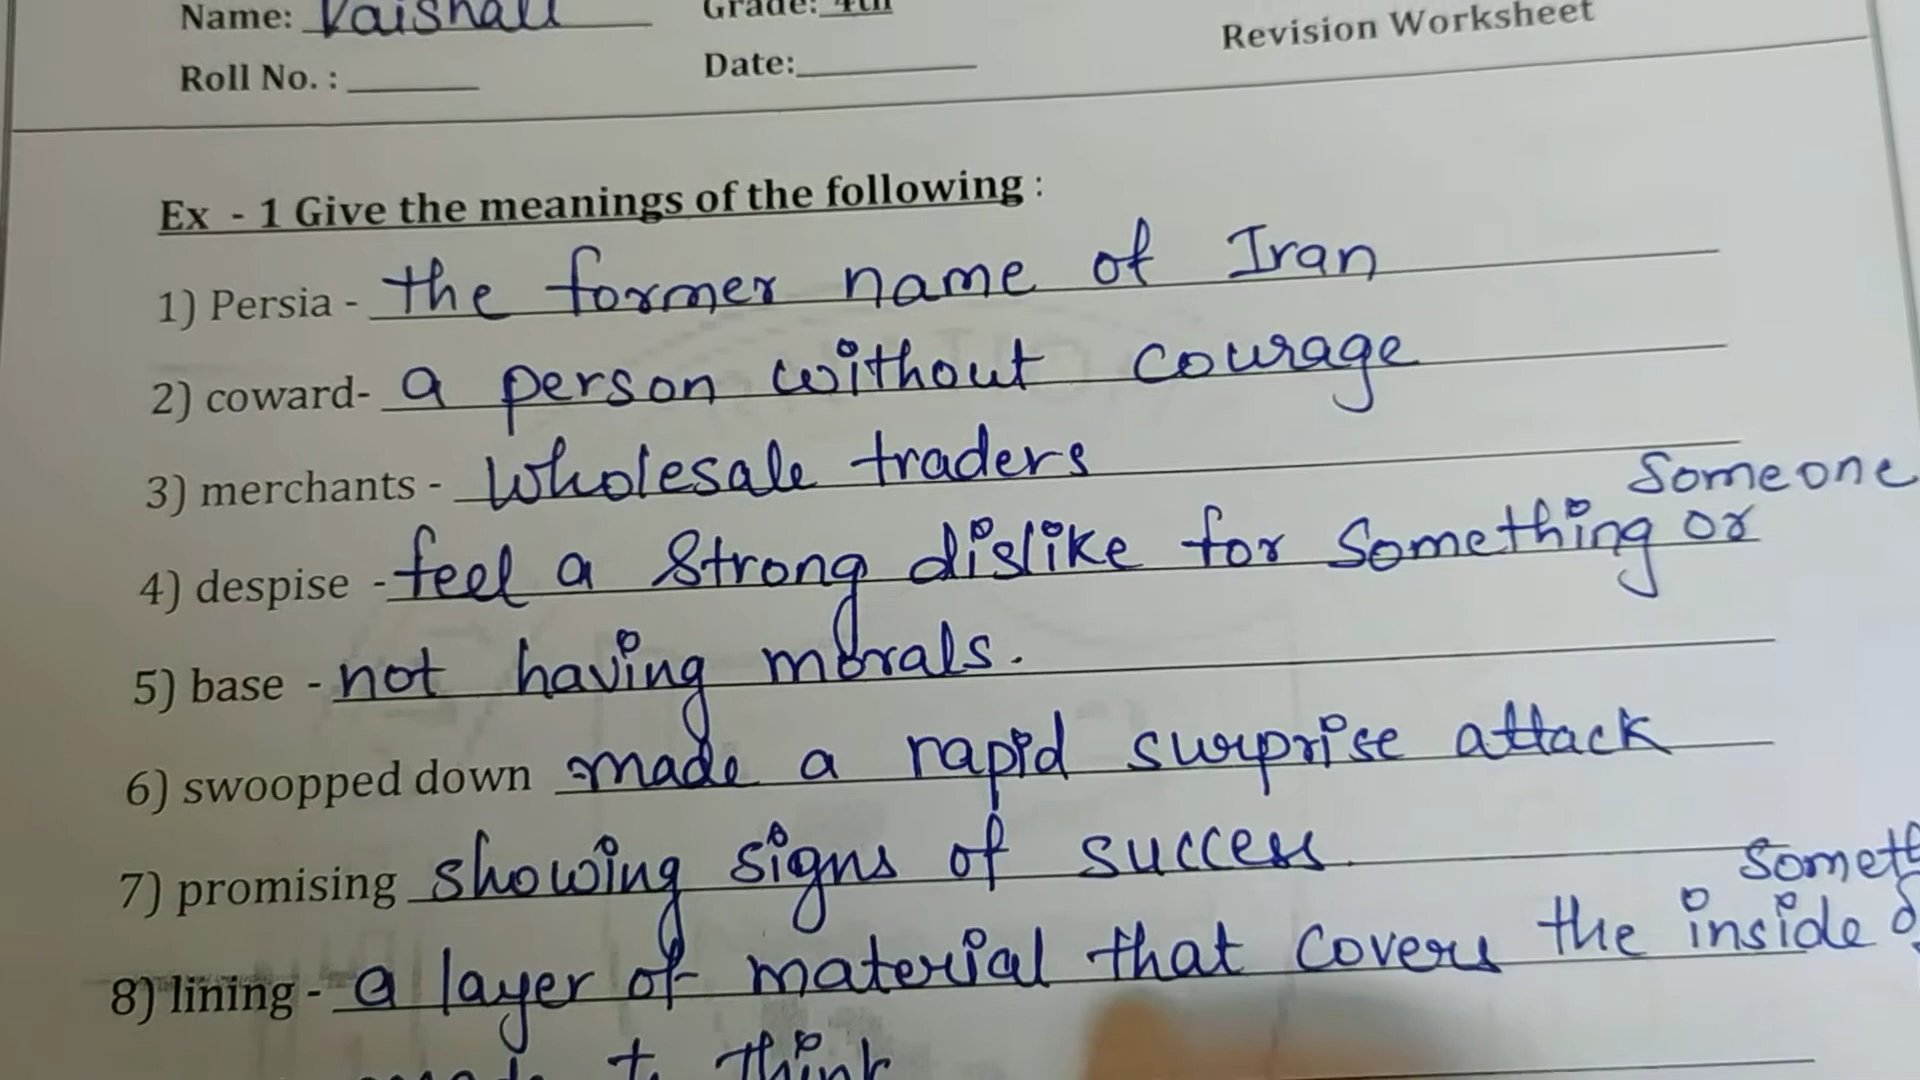 Name: Vaishali Grade: 4th
Revision Worksheet
Roll No. : Date:
Ex - 1 Give the meanings of the following :
1) Persia - the former name of Iran
2) coward- a person without courage
3) merchants - Wholesale traders
someone
4) despise - feel a strong dislike for something or
5) base - not having morals.
6) swoopped down made a rapid surprise attack
7) promising showing signs of success
8) lining - a layer of material that covers the inside
think